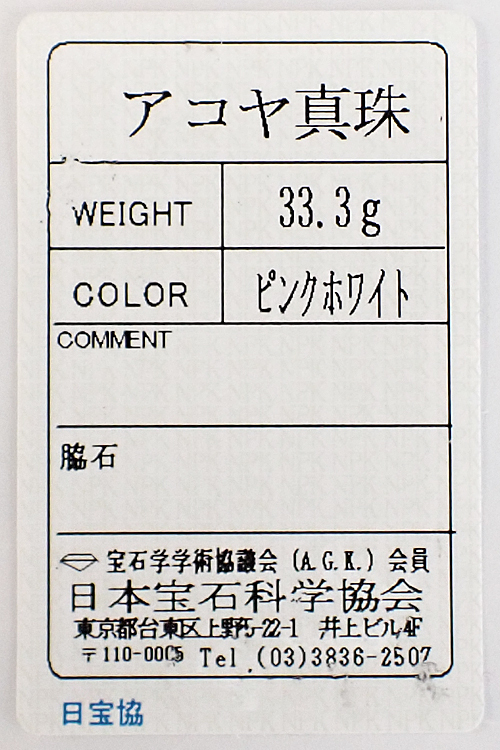 アコヤ真珠
WEIGHT 33.3g
COLOR ピンクホワイト
COMMENT
脇石
宝石学学術協議会 (A.G.K.) 会員
日本宝石科学協会
東京都台東区上野5-22-1 井上ビル4F
〒110-0005 Tel.(03)3836-2507
日宝協